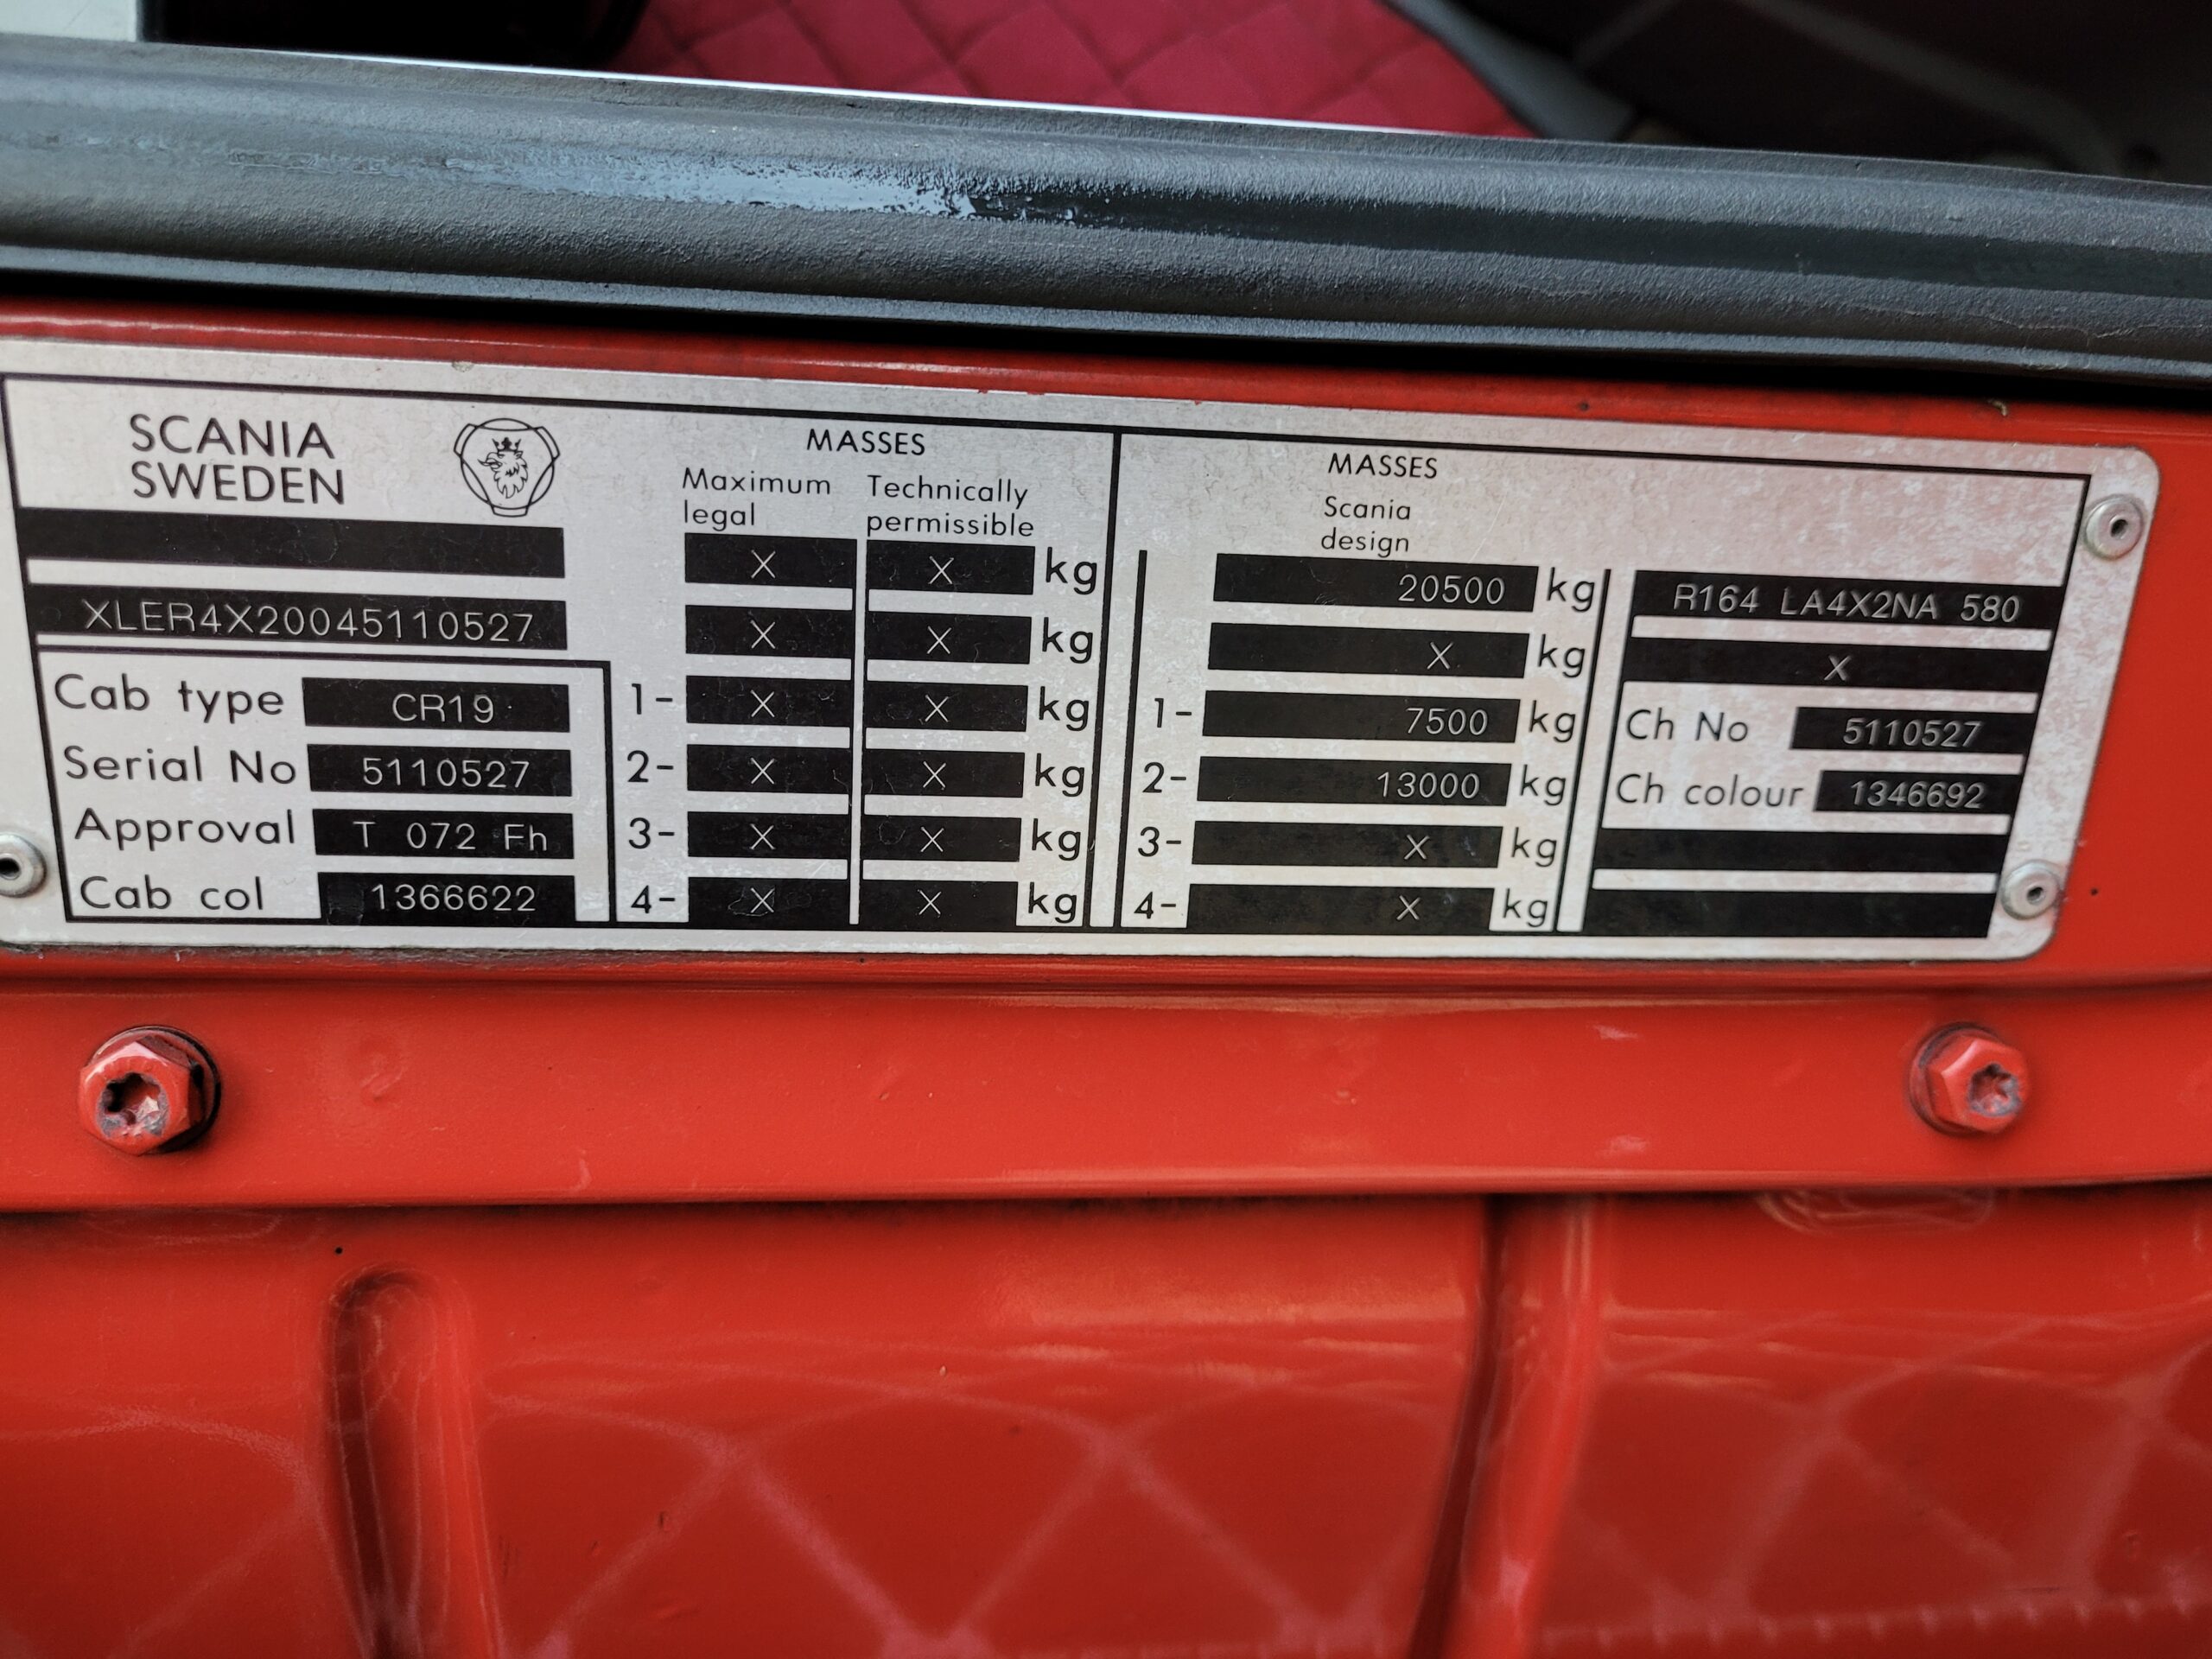 SCANIA
SWEDEN
XLER4X20045110527
Cab type CR19
Serial No 5110527
Approval T 072 Fh
Cab col 1366622
MASSES
Maximum legal Technically permissible
X X kg
X X kg
1- X X kg
2- X X kg
3- X X kg
4- X X kg
MASSES
Scania
design
20500 kg
X kg
1- 7500 kg
2- 13000 kg
3- X kg
4- X kg
R164 LA4X2NA 580
X
Ch No 5110527
Ch colour 1346692